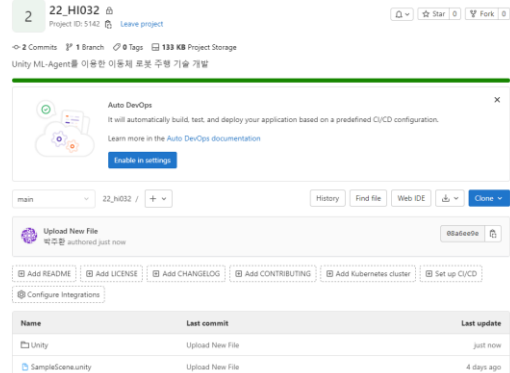 2
22_HI032
Project ID: 5142 Leave project
Star 0 Fork 0
2 Commits 1 Branch 0 Tags 133 KB Project Storage
Unity ML-Agent를 이용한 이동체 로봇 주행 기술 개발
Auto DevOps
It will automatically build, test, and deploy your application based on a predefined CI/CD configuration.
Learn more in the Auto DevOps documentation
Enable in settings
main 22_hi032 / + History Find file Web IDE Clone
Upload New File
박주환 authored just now
08a6ee9e
Add README Add LICENSE Add CHANGELOG Add CONTRIBUTING Add Kubernetes cluster Set up CI/CD
Configure Integrations
Name Last commit Last update
Unity Upload New File just now
SampleScene.unity Upload New File 4 days ago